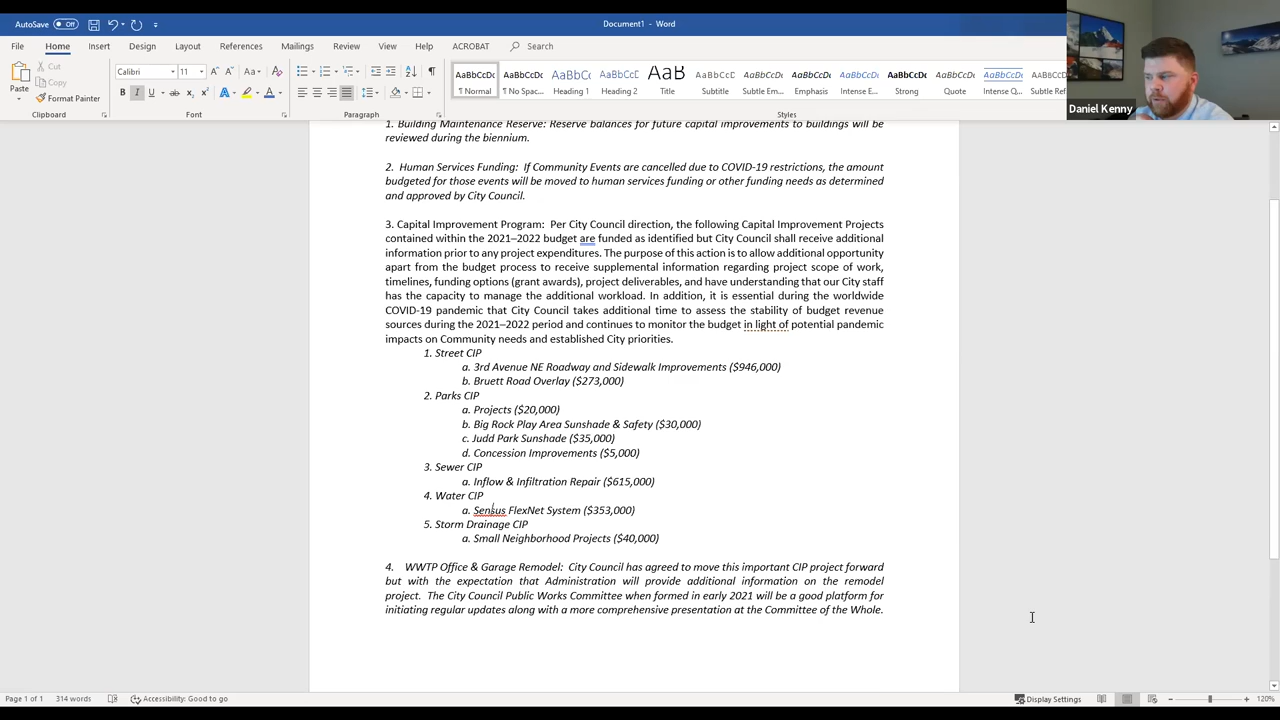 AutoSave Off
Document1 - Word
File Home Insert Design Layout References Mailings Review View Help ACROBAT Search
Cut
Copy
Format Painter
Paste
Calibri 11
AaBbCcDc AaBbCcDc AaBbCc AaBbCcE AaB AaBbCcDc AaBbCcDc AaBbCcDc AaBbCcDc AaBbCcDc AaBbCcDc AaBbCcDc
¶ Normal ¶ No Spac... Heading 1 Heading 2 Title Subtitle Subtle Em... Emphasis Intense E... Strong Quote Intense Q... Subtle Ref
Clipboard Font Paragraph Styles
Daniel Kenny
1. Building Maintenance Reserve: Reserve balances for future capital improvements to buildings will be
reviewed during the biennium.
2. Human Services Funding: If Community Events are cancelled due to COVID-19 restrictions, the amount
budgeted for those events will be moved to human services funding or other funding needs as determined
and approved by City Council.
3. Capital Improvement Program: Per City Council direction, the following Capital Improvement Projects
contained within the 2021–2022 budget are funded as identified but City Council shall receive additional
information prior to any project expenditures. The purpose of this action is to allow additional opportunity
apart from the budget process to receive supplemental information regarding project scope of work,
timelines, funding options (grant awards), project deliverables, and have understanding that our City staff
has the capacity to manage the additional workload. In addition, it is essential during the worldwide
COVID-19 pandemic that City Council takes additional time to assess the stability of budget revenue
sources during the 2021–2022 period and continues to monitor the budget in light of potential pandemic
impacts on Community needs and established City priorities.
1. Street CIP
a. 3rd Avenue NE Roadway and Sidewalk Improvements ($946,000)
b. Bruett Road Overlay ($273,000)
2. Parks CIP
a. Projects ($20,000)
b. Big Rock Play Area Sunshade & Safety ($30,000)
c. Judd Park Sunshade ($35,000)
d. Concession Improvements ($5,000)
3. Sewer CIP
a. Inflow & Infiltration Repair ($615,000)
4. Water CIP
a. Sensus FlexNet System ($353,000)
5. Storm Drainage CIP
a. Small Neighborhood Projects ($40,000)
4. WWTP Office & Garage Remodel: City Council has agreed to move this important CIP project forward
but with the expectation that Administration will provide additional information on the remodel
project. The City Council Public Works Committee when formed in early 2021 will be a good platform for
initiating regular updates along with a more comprehensive presentation at the Committee of the Whole.
Page 1 of 1 314 words Accessibility: Good to go Display Settings 120%